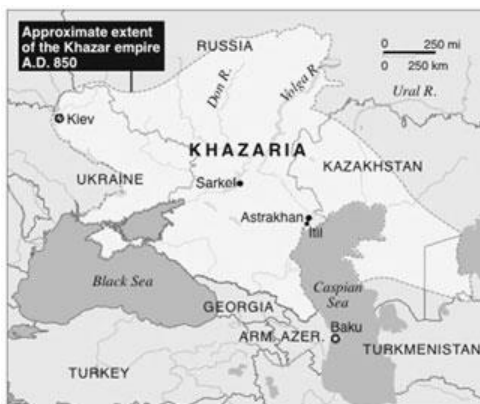 Approximate extent
of the Khazar empire
A.D. 850
RUSSIA
0 250 mi
0 250 km
Don R.
Volga R.
Ural R.
Kiev
KHAZARIA
KAZAKHSTAN
UKRAINE
Sarkel
Astrakhan
Itil
Black Sea
Caspian
Sea
GEORGIA
ARM.
AZER.
Baku
TURKMENISTAN
TURKEY